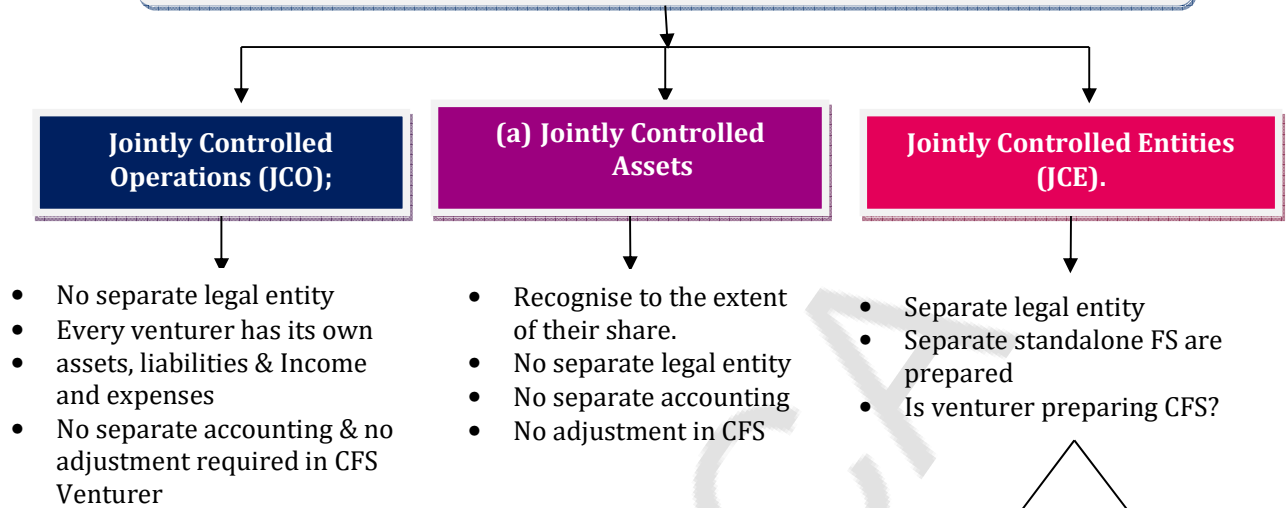 Jointly Controlled
Operations (JCO);
(a) Jointly Controlled
Assets
Jointly Controlled Entities
(JCE).
• No separate legal entity
• Every venturer has its own
• assets, liabilities & Income
and expenses
• No separate accounting & no
adjustment required in CFS
Venturer
• Recognise to the extent
of their share.
• No separate legal entity
• No separate accounting
• No adjustment in CFS
• Separate legal entity
• Separate standalone FS are
prepared
• Is venturer preparing CFS?
CA